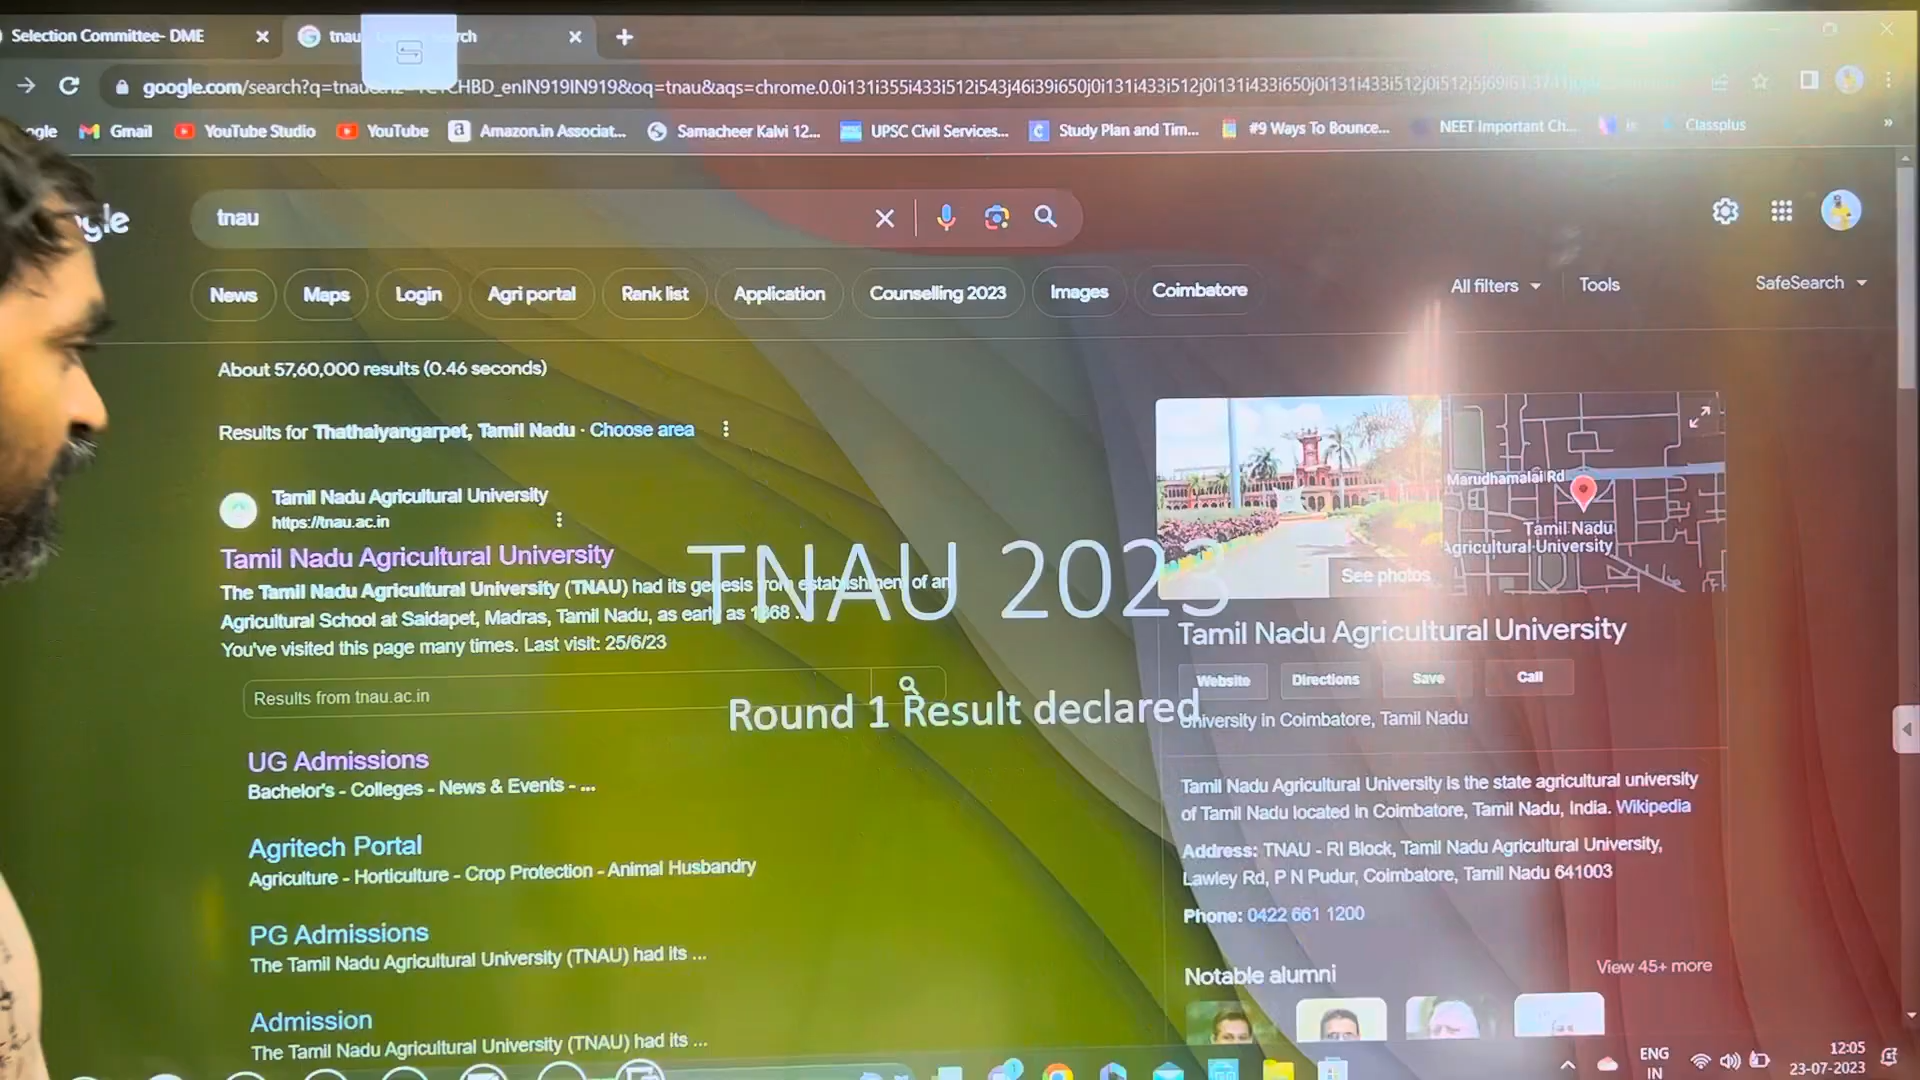 Selection Committee- DME
tnau
google.com/search?q=tnau
Gmail
YouTube Studio
YouTube
Amazon.in Associat...
Samacheer Kalvi 12...
UPSC Civil Services...
Study Plan and Tim...
#9 Ways To Bounce...
NEET Important Ch...
Classplus
tnau
News
Maps
Login
Agri portal
Rank list
Application
Counselling 2023
Images
Coimbatore
All filters
Tools
SafeSearch
About 57,60,000 results (0.46 seconds)
Results for Thathaiyangarpet, Tamil Nadu · Choose area
Tamil Nadu Agricultural University
https://tnau.ac.in
Tamil Nadu Agricultural University
The Tamil Nadu Agricultural University (TNAU) had its genesis from establishment of an
Agricultural School at Saidapet, Madras, Tamil Nadu, as early as 1868 ...
You've visited this page many times. Last visit: 25/6/23
Results from tnau.ac.in
UG Admissions
Bachelor's - Colleges - News & Events - ...
Agritech Portal
Agriculture - Horticulture - Crop Protection - Animal Husbandry
PG Admissions
The Tamil Nadu Agricultural University (TNAU) had its ...
Admission
The Tamil Nadu Agricultural University (TNAU) had its ...
TNAU 2023
Round 1 Result declared
Marudhamalai Rd
Tamil Nadu
Agricultural University
See photos
Tamil Nadu Agricultural University
Website
Directions
Save
Call
University in Coimbatore, Tamil Nadu
Tamil Nadu Agricultural University is the state agricultural university
of Tamil Nadu located in Coimbatore, Tamil Nadu, India. Wikipedia
Address: TNAU - RI Block, Tamil Nadu Agricultural University,
Lawley Rd, P N Pudur, Coimbatore, Tamil Nadu 641003
Phone: 0422 661 1200
Notable alumni
View 45+ more
ENG
IN
12:05
23-07-2023